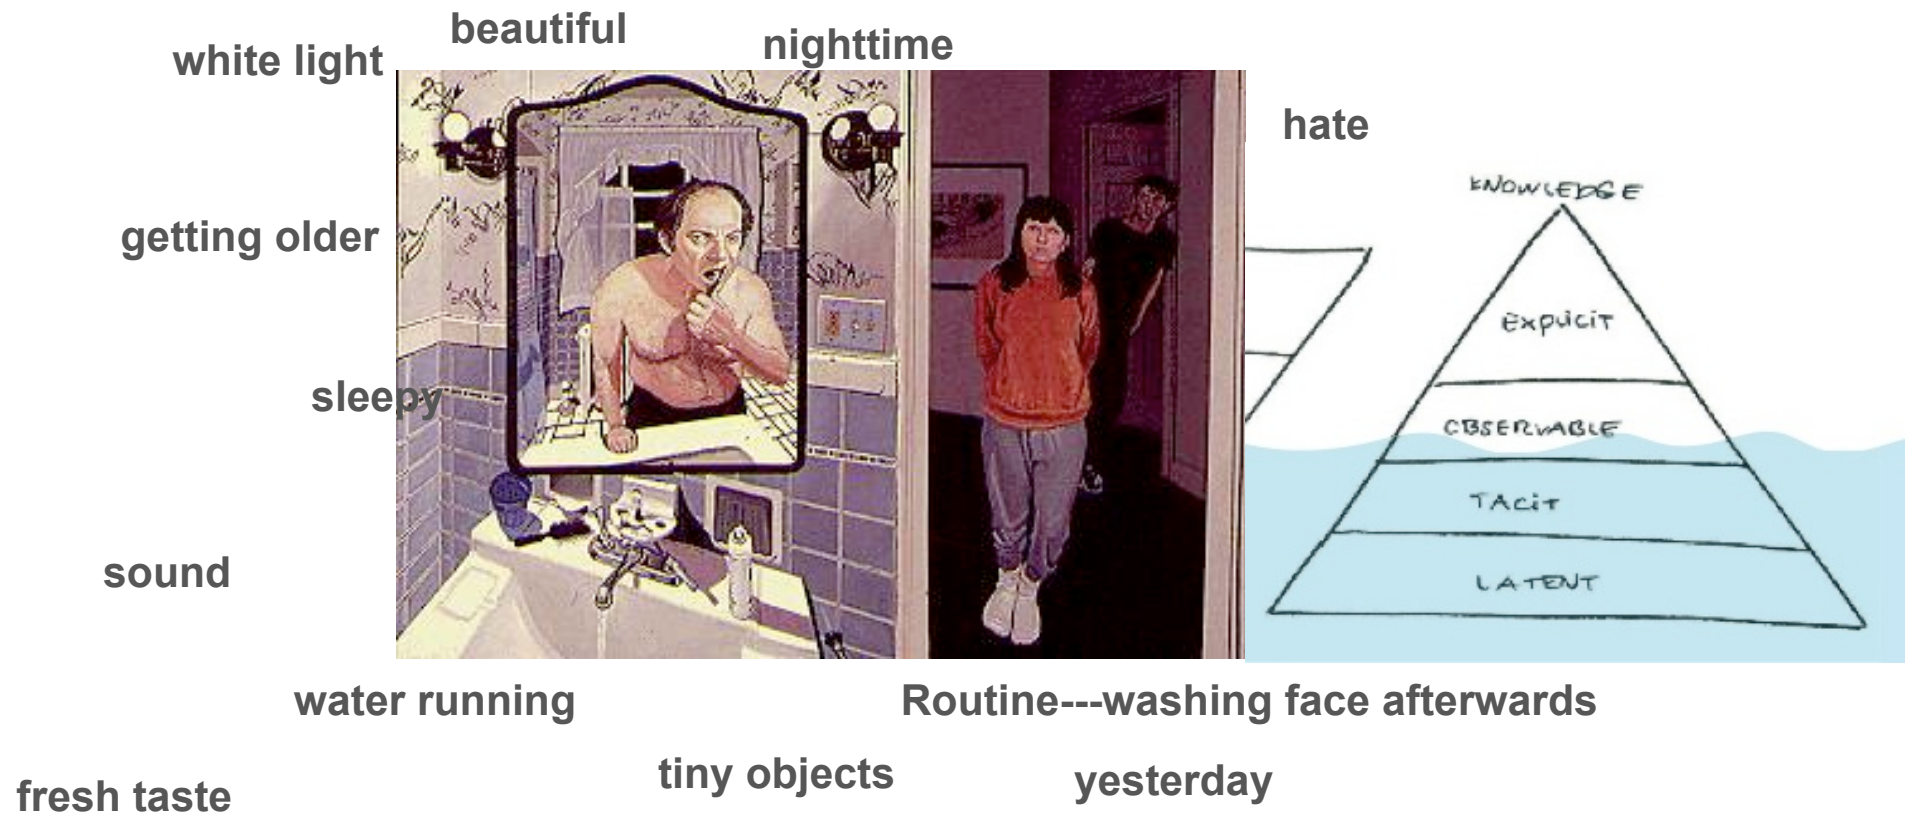 beautiful
nighttime
white light
hate
KNOWLEDGE
getting older
EXPLICIT
sleepy
OBSERVABLE
TACIT
sound
LATENT
water running
Routine---washing face afterwards
tiny objects
yesterday
fresh taste